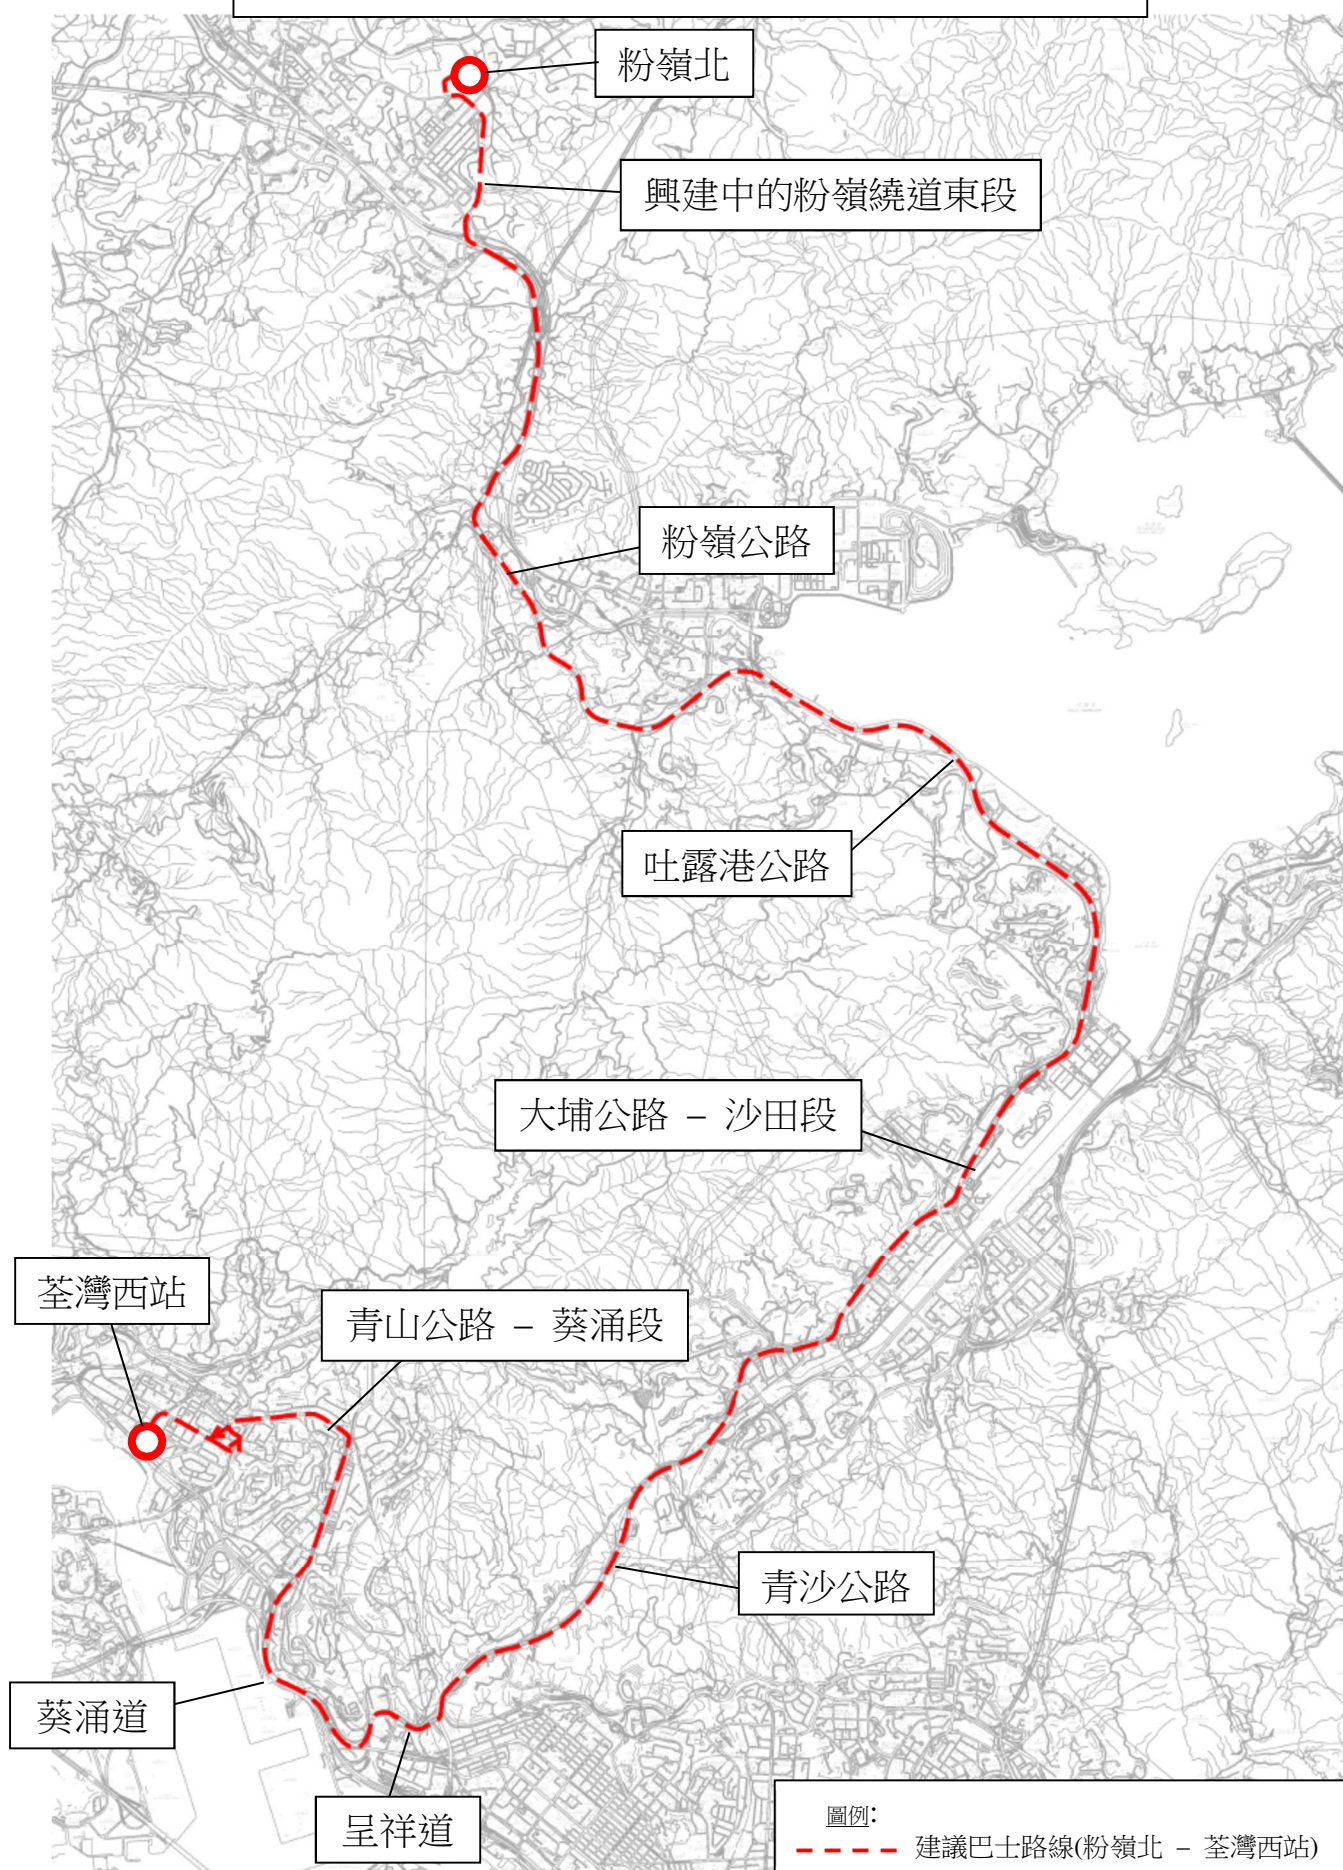 粉嶺北
興建中的粉嶺繞道東段
粉嶺公路
吐露港公路
大埔公路 – 沙田段
荃灣西站
青山公路 – 葵涌段
青沙公路
葵涌道
呈祥道
圖例:
建議巴士路線(粉嶺北 – 荃灣西站)